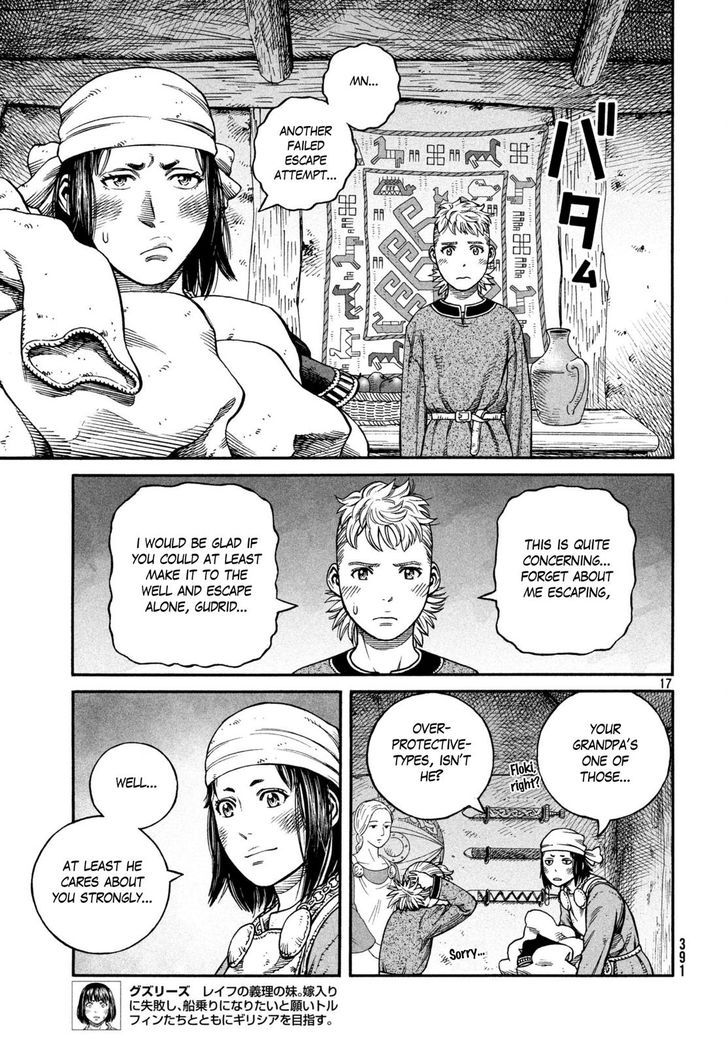 MN...
ANOTHER
FAILED
ESCAPE
ATTEMPT...
バタム
THIS IS QUITE
CONCERNING...
FORGET ABOUT
ME ESCAPING,
I WOULD BE GLAD IF
YOU COULD AT LEAST
MAKE IT TO THE
WELL AND ESCAPE
ALONE, GUDRID...
17
YOUR
GRANDPA'S
ONE OF
THOSE...
Floki,
right?
OVER-
PROTECTIVE-
TYPES, ISN'T
HE?
Sorry...
WELL...
AT LEAST HE
CARES ABOUT
YOU STRONGLY...
391
グズリーズ レイフの義理の妹。嫁入り
に失敗し、船乗りになりたいと願いトル
フィンたちとともにギリシアを目指す。